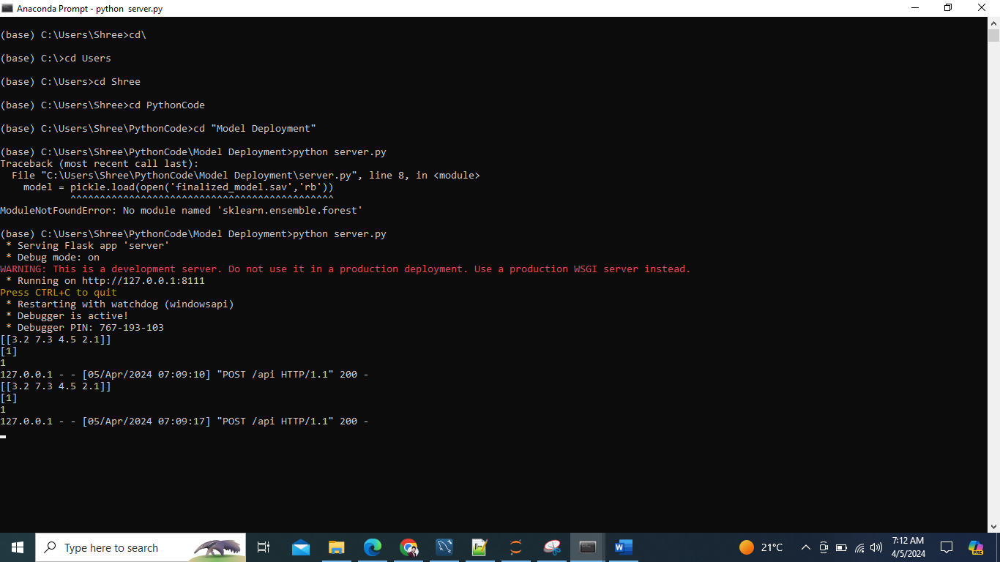 Anaconda Prompt - python  server.py
(base) C:\Users\Shree>cd\
(base) C:\>cd Users
(base) C:\Users>cd Shree
(base) C:\Users\Shree>cd PythonCode
(base) C:\Users\Shree\PythonCode>cd "Model Deployment"
(base) C:\Users\Shree\PythonCode\Model Deployment>python server.py
Traceback (most recent call last):
  File "C:\Users\Shree\PythonCode\Model Deployment\server.py", line 8, in <module>
    model = pickle.load(open('finalized_model.sav','rb'))
            ^^^^^^^^^^^^^^^^^^^^^^^^^^^^^^^^^^^^^^^^^^^^^
ModuleNotFoundError: No module named 'sklearn.ensemble.forest'
(base) C:\Users\Shree\PythonCode\Model Deployment>python server.py
 * Serving Flask app 'server'
 * Debug mode: on
WARNING: This is a development server. Do not use it in a production deployment. Use a production WSGI server instead.
 * Running on http://127.0.0.1:8111
Press CTRL+C to quit
 * Restarting with watchdog (windowsapi)
 * Debugger is active!
 * Debugger PIN: 767-193-103
[[3.2 7.3 4.5 2.1]]
[1]
1
127.0.0.1 - - [05/Apr/2024 07:09:10] "POST /api HTTP/1.1" 200 -
[[3.2 7.3 4.5 2.1]]
[1]
1
127.0.0.1 - - [05/Apr/2024 07:09:17] "POST /api HTTP/1.1" 200 -
Type here to search
21°C
7:12 AM
4/5/2024
PRE